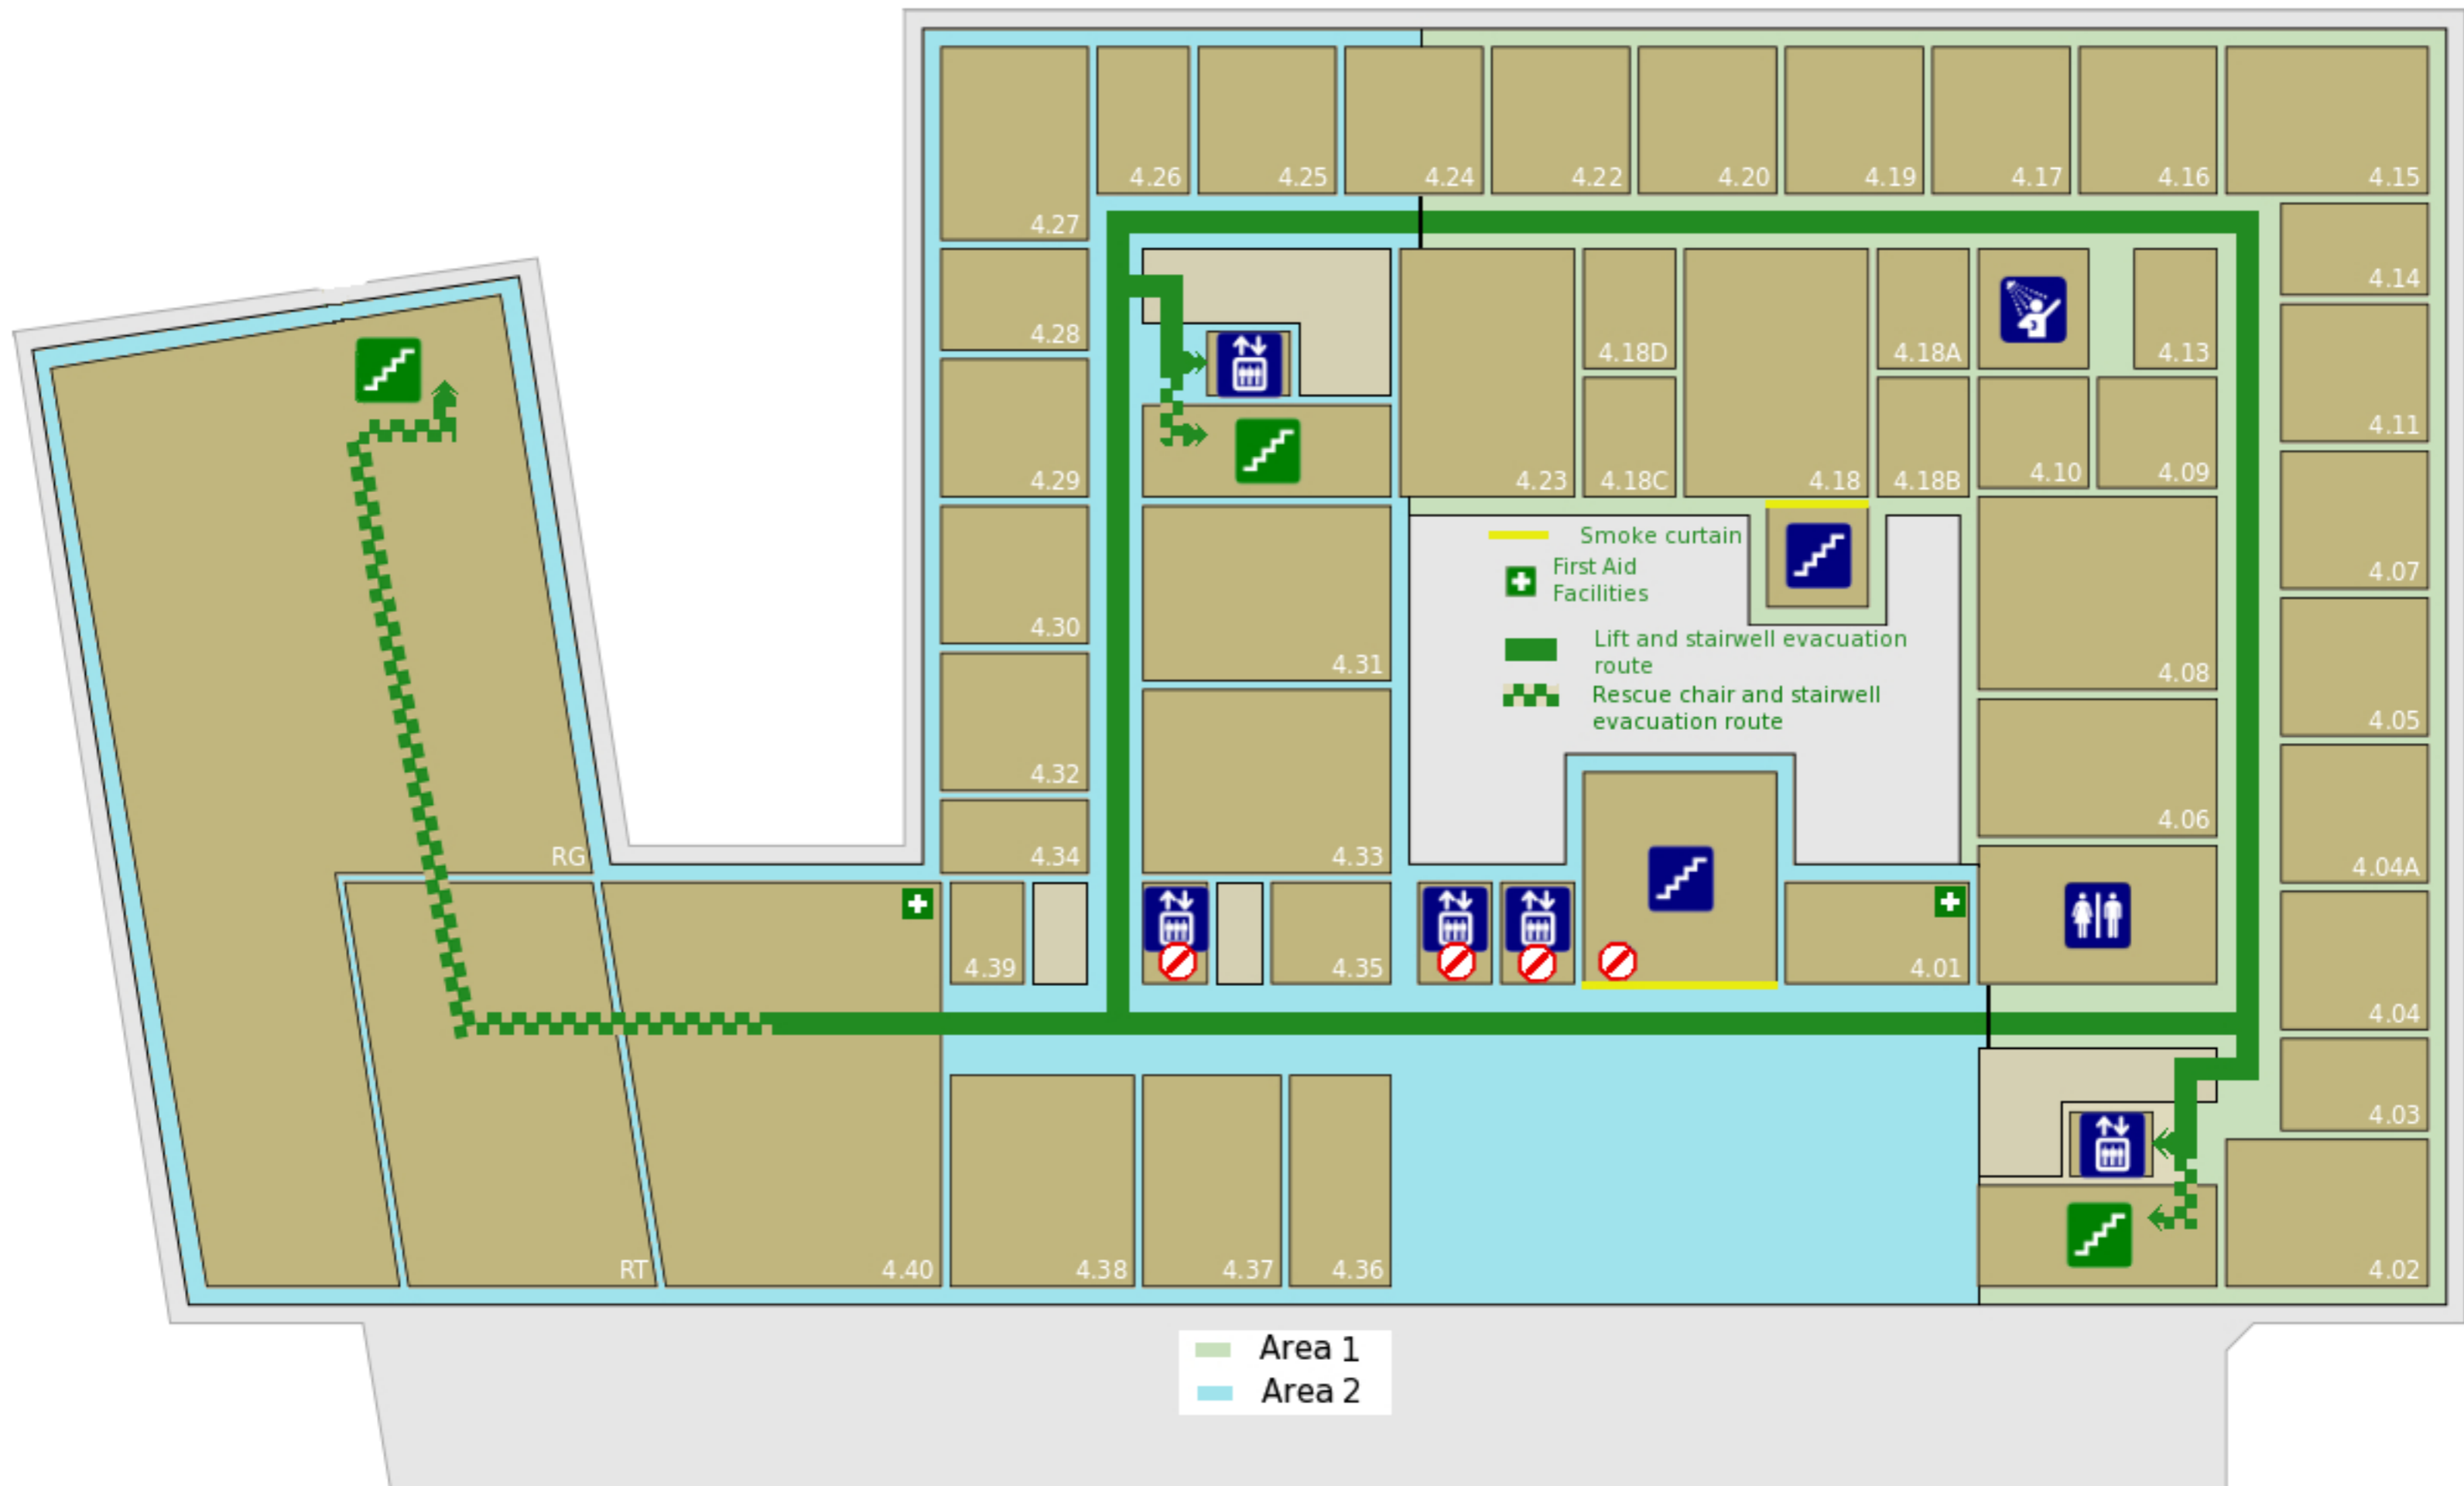 4.26
4.25
4.24
4.22
4.20
4.19
4.17
4.16
4.15
4.27
4.14
4.28
4.18D
4.18A
4.13
4.11
4.29
4.23
4.18C
4.18
4.18B
4.10
4.09
Smoke curtain
First Aid
Facilities
4.07
4.30
Lift and stairwell evacuation
route
4.31
4.08
Rescue chair and stairwell
evacuation route
4.05
4.32
4.06
RG
4.34
4.33
4.04A
4.39
4.35
4.01
4.04
4.03
RT
4.40
4.38
4.37
4.36
4.02
Area 1
Area 2